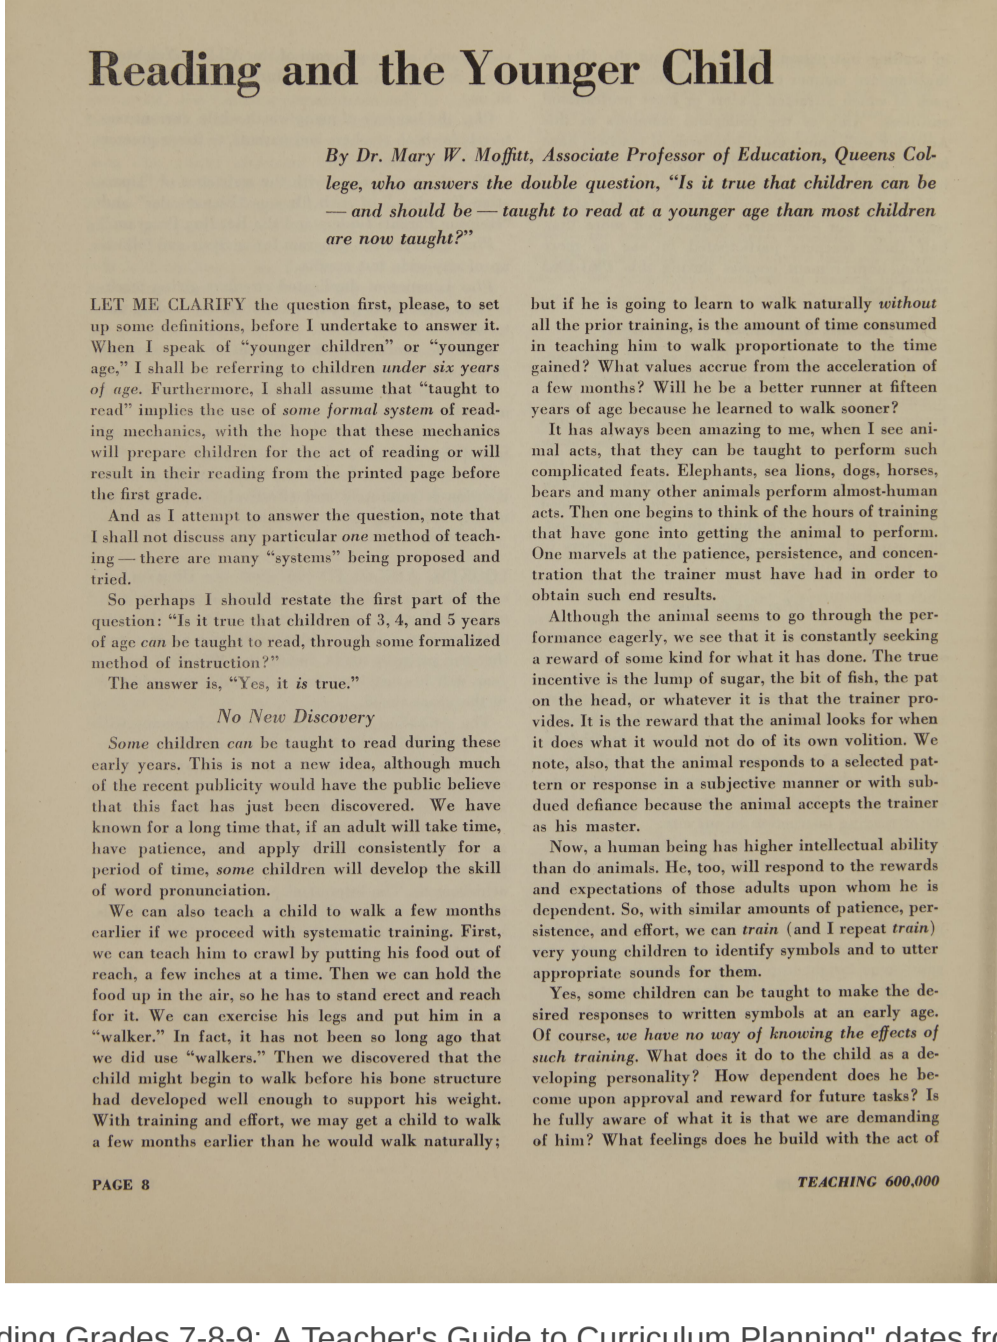 Reading and the Younger Child
By Dr. Mary W. Moffitt, Associate Professor of Education, Queens Col-
lege, who answers the double question, “Is it true that children can be
— and should be — taught to read at a younger age than most children
are now taught?”
LET ME CLARIFY the question first, please, to set
up some definitions, before I undertake to answer it.
When I speak of “younger children” or “younger
age,” I shall be referring to children under six years
of age. Furthermore, I shall assume that “taught to
read” implies the use of some formal system of read-
ing mechanics, with the hope that these mechanics
will prepare children for the act of reading or will
result in their reading from the printed page before
the first grade.
And as I attempt to answer the question, note that
I shall not discuss any particular one method of teach-
ing — there are many “systems” being proposed and
tried.
So perhaps I should restate the first part of the
question: “Is it true that children of 3, 4, and 5 years
of age can be taught to read, through some formalized
method of instruction?”
The answer is, “Yes, it is true.”
No New Discovery
Some children can be taught to read during these
early years. This is not a new idea, although much
of the recent publicity would have the public believe
that this fact has just been discovered. We have
known for a long time that, if an adult will take time,
have patience, and apply drill consistently for a
period of time, some children will develop the skill
of word pronunciation.
We can also teach a child to walk a few months
earlier if we proceed with systematic training. First,
we can teach him to crawl by putting his food out of
reach, a few inches at a time. Then we can hold the
food up in the air, so he has to stand erect and reach
for it. We can exercise his legs and put him in a
“walker.” In fact, it has not been so long ago that
we did use “walkers.” Then we discovered that the
child might begin to walk before his bone structure
had developed well enough to support his weight.
With training and effort, we may get a child to walk
a few months earlier than he would walk naturally;
but if he is going to learn to walk naturally without
all the prior training, is the amount of time consumed
in teaching him to walk proportionate to the time
gained? What values accrue from the acceleration of
a few months? Will he be a better runner at fifteen
years of age because he learned to walk sooner?
It has always been amazing to me, when I see ani-
mal acts, that they can be taught to perform such
complicated feats. Elephants, sea lions, dogs, horses,
bears and many other animals perform almost-human
acts. Then one begins to think of the hours of training
that have gone into getting the animal to perform.
One marvels at the patience, persistence, and concen-
tration that the trainer must have had in order to
obtain such end results.
Although the animal seems to go through the per-
formance eagerly, we see that it is constantly seeking
a reward of some kind for what it has done. The true
incentive is the lump of sugar, the bit of fish, the pat
on the head, or whatever it is that the trainer pro-
vides. It is the reward that the animal looks for when
it does what it would not do of its own volition. We
note, also, that the animal responds to a selected pat-
tern or response in a subjective manner or with sub-
dued defiance because the animal accepts the trainer
as his master.
Now, a human being has higher intellectual ability
than do animals. He, too, will respond to the rewards
and expectations of those adults upon whom he is
dependent. So, with similar amounts of patience, per-
sistence, and effort, we can train (and I repeat train)
very young children to identify symbols and to utter
appropriate sounds for them.
Yes, some children can be taught to make the de-
sired responses to written symbols at an early age.
Of course, we have no way of knowing the effects of
such training. What does it do to the child as a de-
veloping personality? How dependent does he be-
come upon approval and reward for future tasks? Is
he fully aware of what it is that we are demanding
of him? What feelings does he build with the act of
PAGE 8
TEACHING 600,000
ding Grades 7-8-9: A Teacher's Guide to Curriculum Planning" dates fr